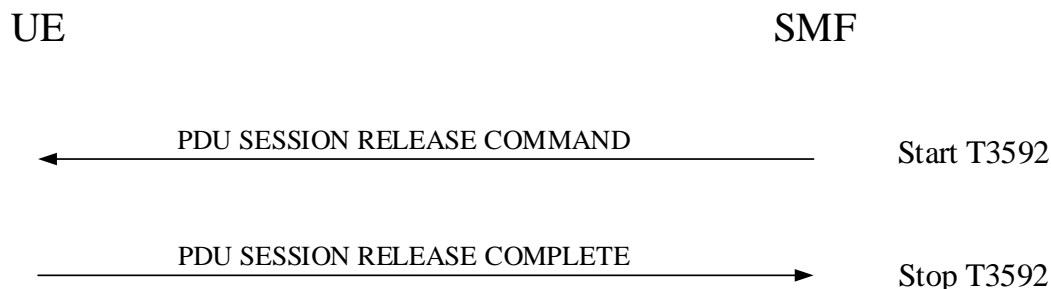 UE
SMF
PDU SESSION RELEASE COMMAND
Start T3592
PDU SESSION RELEASE COMPLETE
Stop T3592